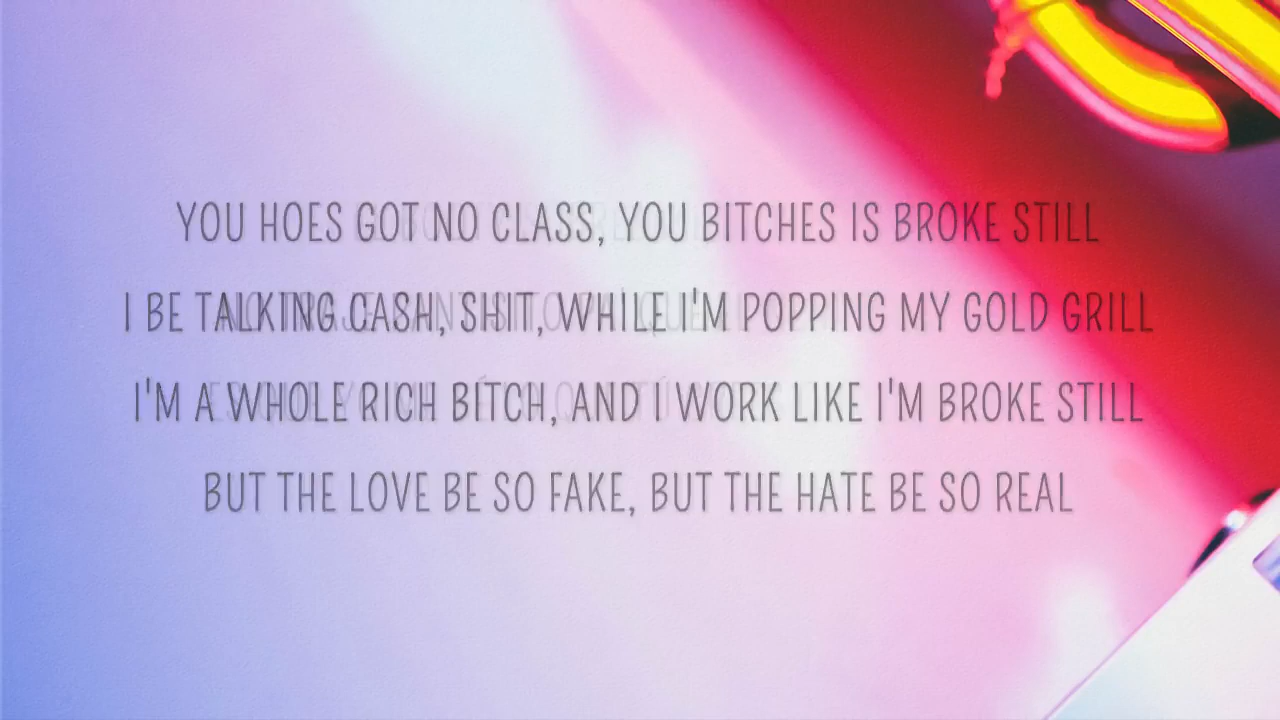 YOU HOES GOT NO CLASS, YOU BITCHES IS BROKE STILL
I BE TALKING CASH, SHIT, WHILE I'M POPPING MY GOLD GRILL
I'M A WHOLE RICH BITCH, AND I WORK LIKE I'M BROKE STILL
BUT THE LOVE BE SO FAKE, BUT THE HATE BE SO REAL